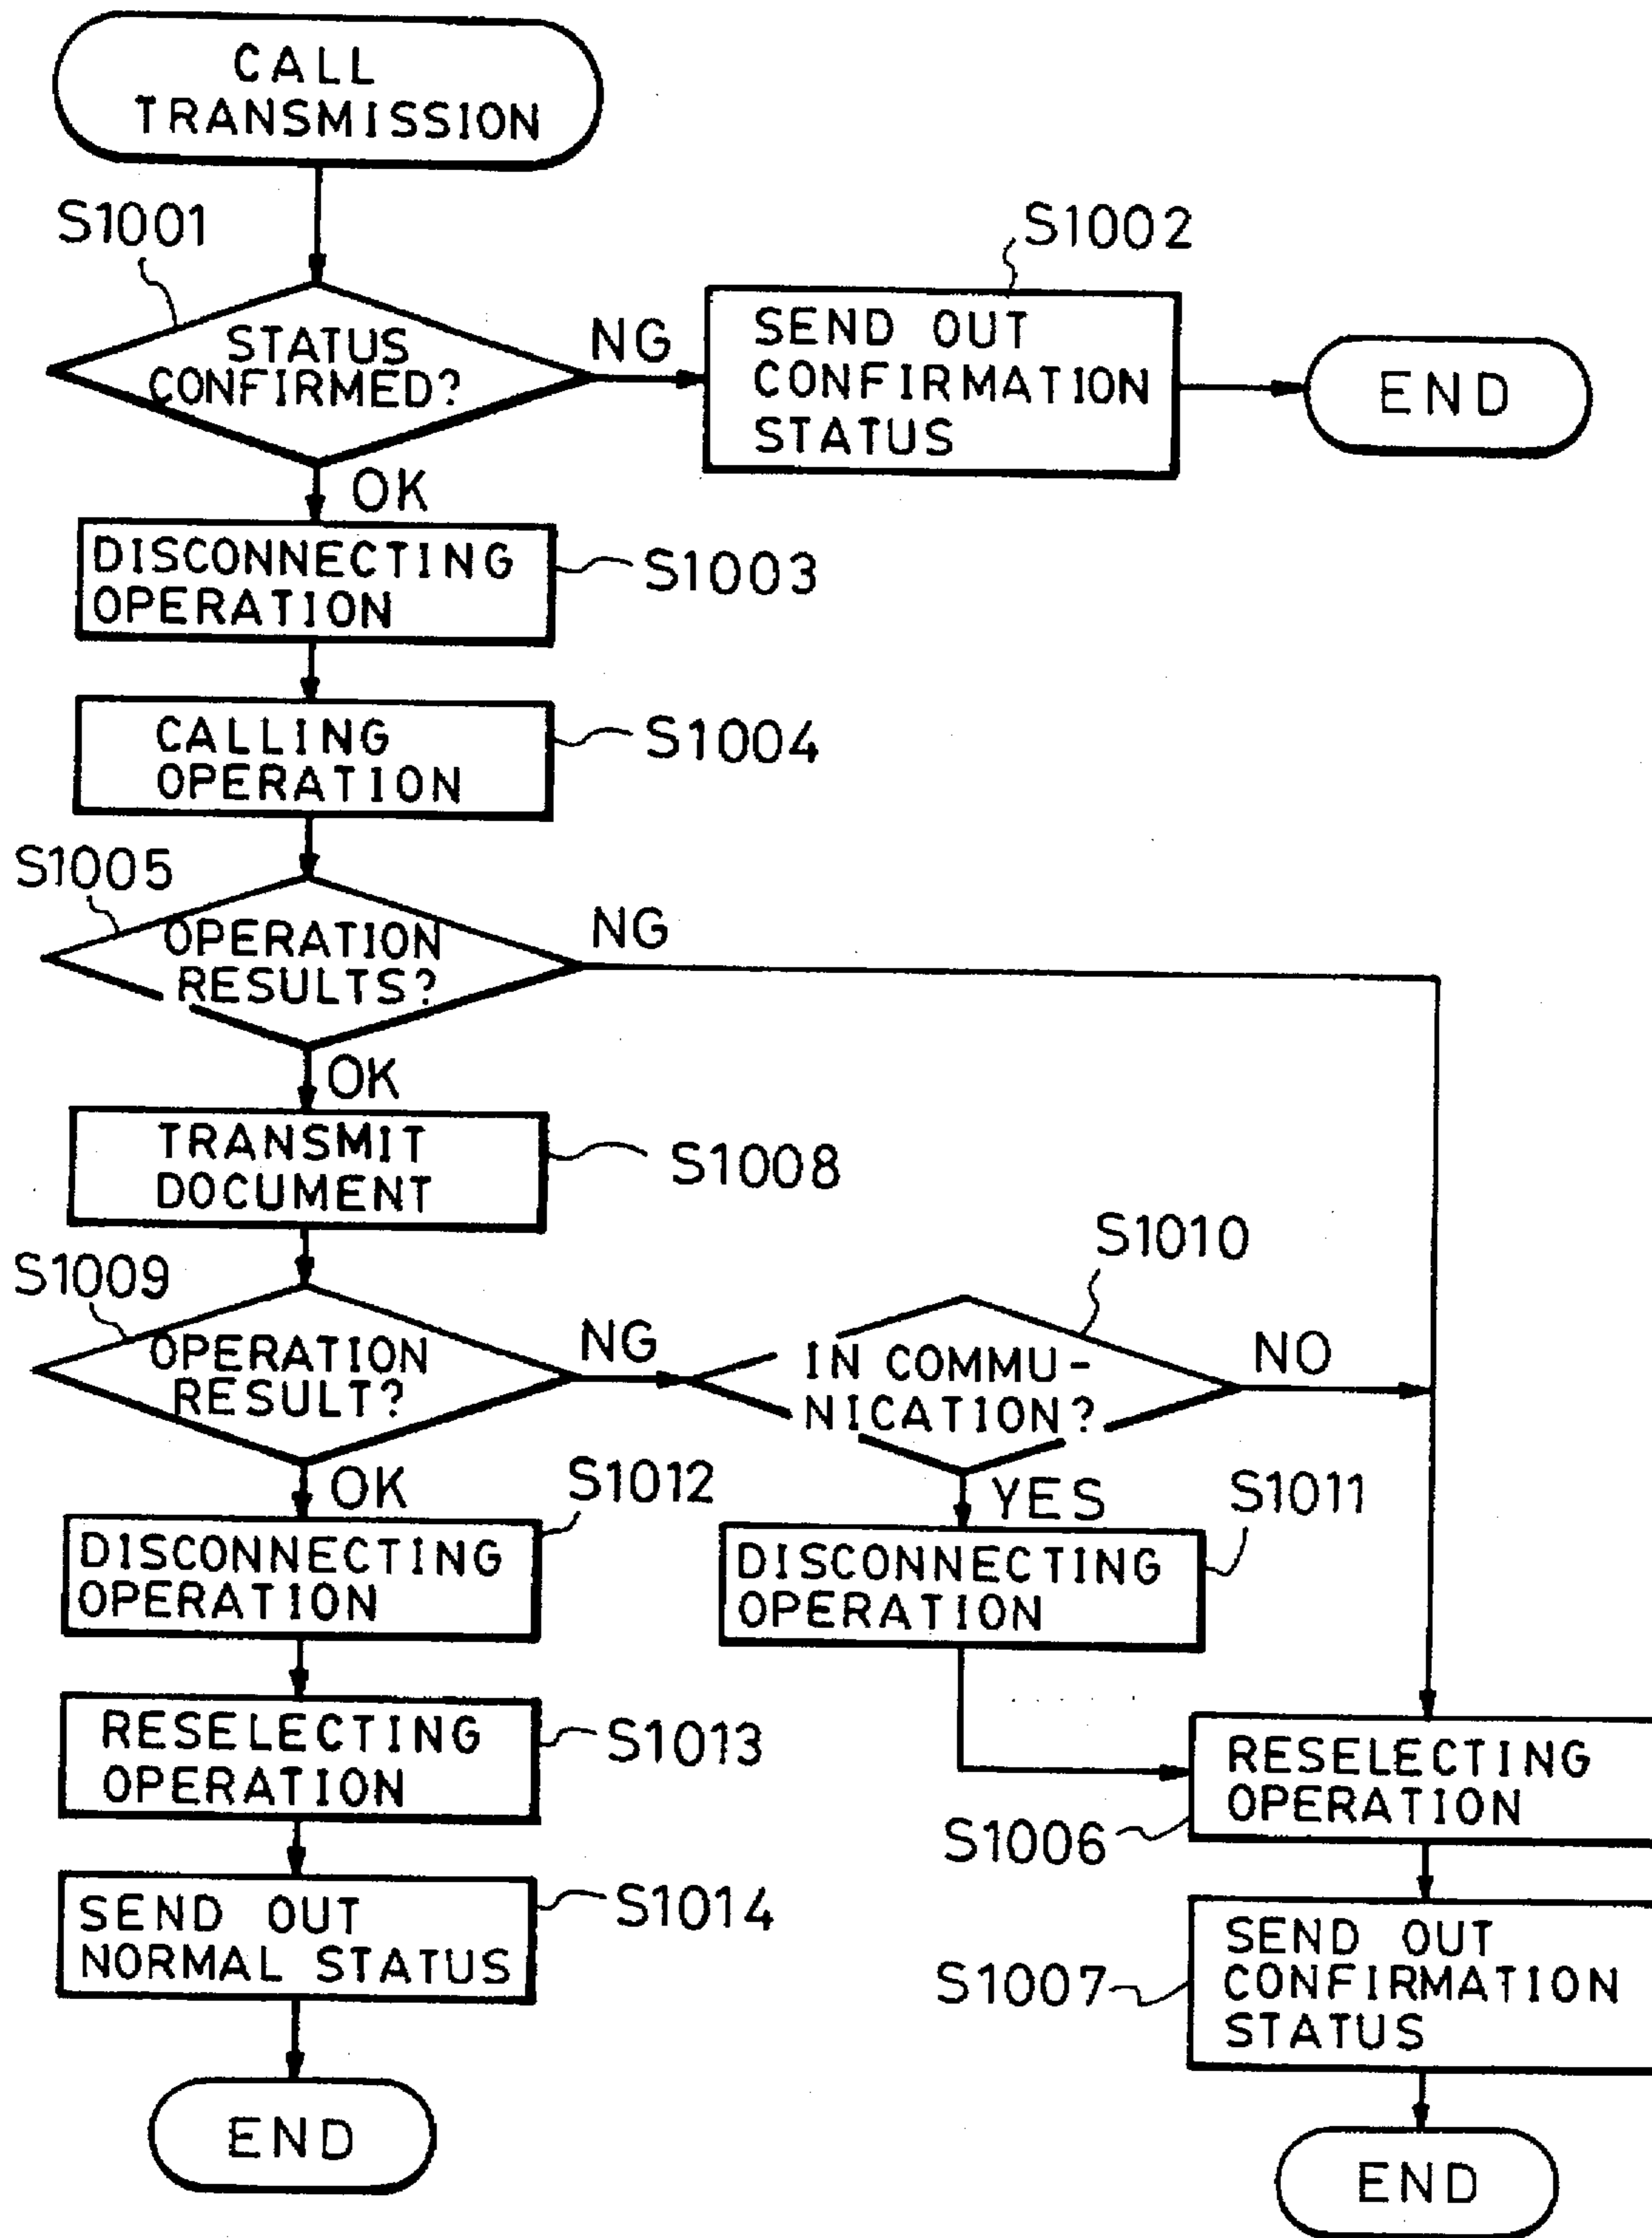 CALL
TRANSMISSION
S1001
STATUS
CONFIRMED?
NG
S1002
SEND OUT
CONFIRMATION
STATUS
END
OK
DISCONNECTING
OPERATION
S1003
CALLING
OPERATION
S1004
S1005
OPERATION
RESULTS?
NG
OK
TRANSMIT
DOCUMENT
S1008
S1009
OPERATION
RESULT?
NG
S1010
IN COMMU-
NICATION?
NO
OK
S1012
YES
S1011
DISCONNECTING
OPERATION
DISCONNECTING
OPERATION
RESELECTING
OPERATION
S1013
RESELECTING
OPERATION
S1006
SEND OUT
NORMAL STATUS
S1014
SEND OUT
CONFIRMATION
STATUS
S1007
END
END